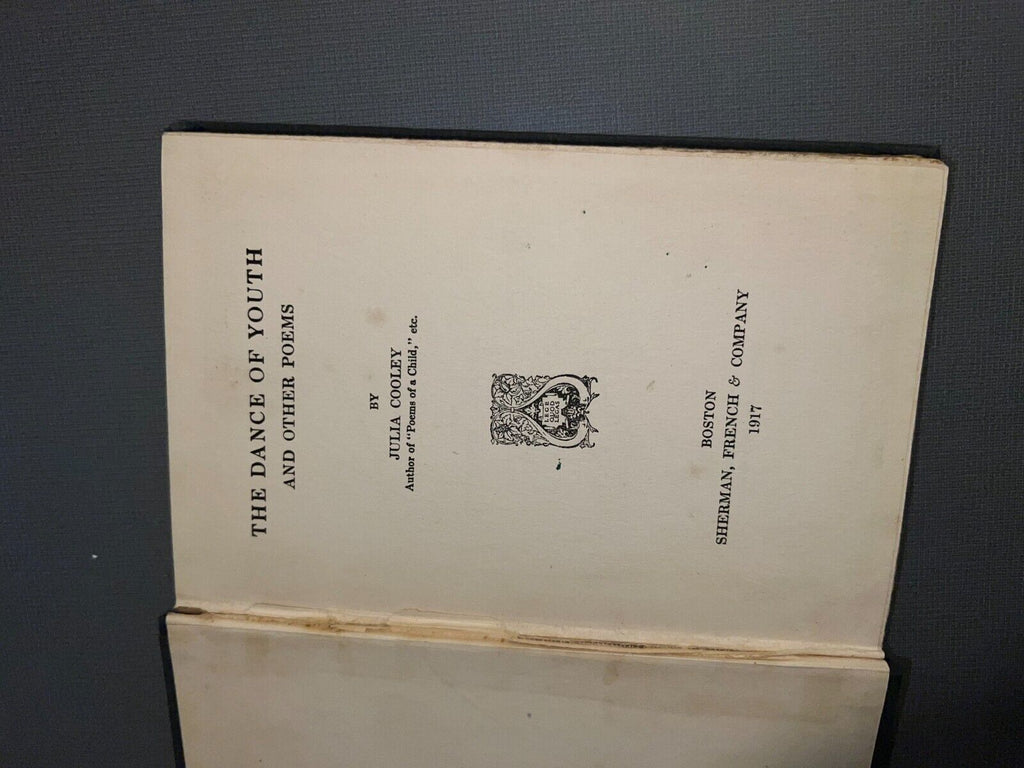 THE DANCE OF YOUTH
AND OTHER POEMS
BY
JULIA COOLEY
Author of "Poems of a Child," etc.
BOSTON
SHERMAN, FRENCH & COMPANY
1917